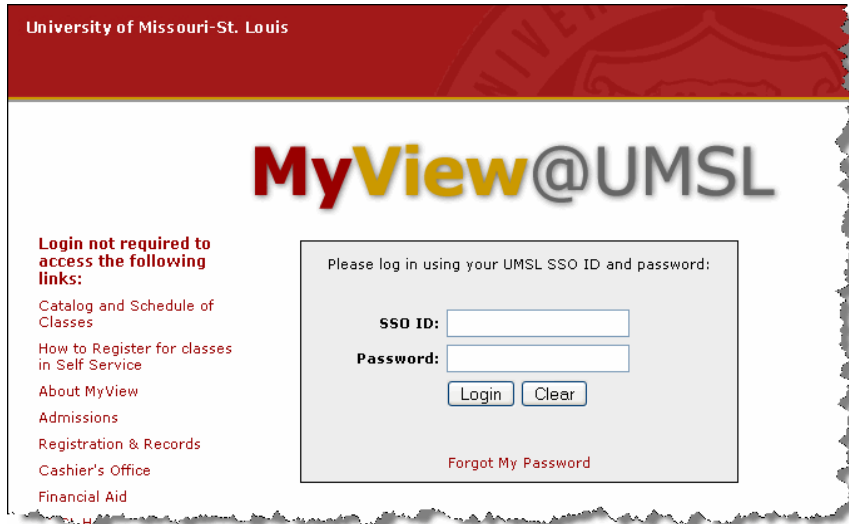 University of Missouri-St. Louis
MyView@UMSL
Login not required to
access the following
links:
Catalog and Schedule of
Classes
How to Register for classes
in Self Service
About MyView
Admissions
Registration & Records
Cashier's Office
Financial Aid
Please log in using your UMSL SSO ID and password:
SSO ID:
Password:
Login Clear
Forgot My Password